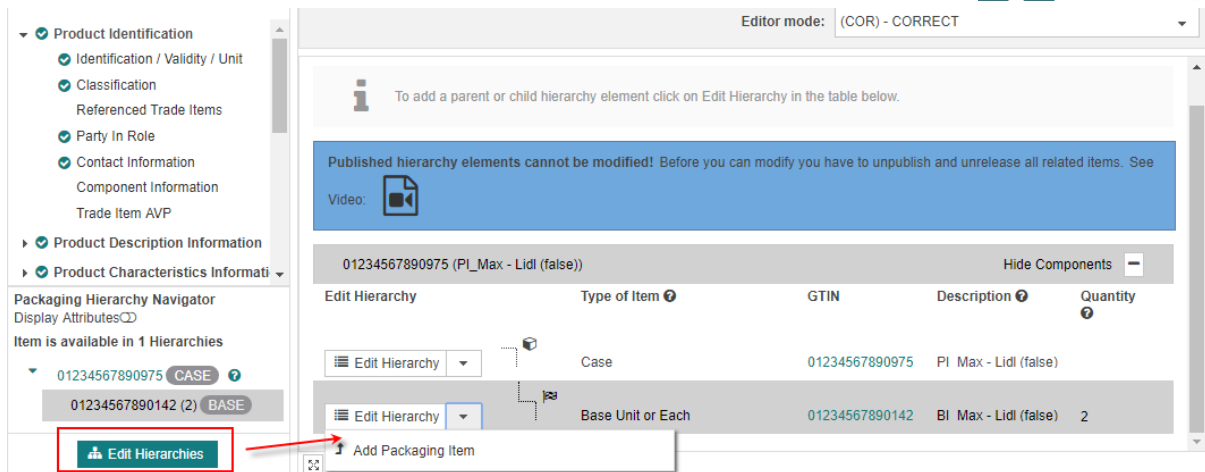 Product Identification
Identification / Validity / Unit
Classification
Referenced Trade Items
Party In Role
Contact Information
Component Information
Trade Item AVP
Product Description Information
Product Characteristics Informati
Packaging Hierarchy Navigator
Display Attributes
Item is available in 1 Hierarchies
01234567890975 CASE
01234567890142 (2) BASE
Edit Hierarchies
Editor mode: (COR) - CORRECT
To add a parent or child hierarchy element click on Edit Hierarchy in the table below.
Published hierarchy elements cannot be modified! Before you can modify you have to unpublish and unrelease all related items. See
Video:
01234567890975 (PI_Max - Lidl (false)) Hide Components
Edit Hierarchy Type of Item GTIN Description Quantity
Edit Hierarchy Case 01234567890975 PI Max - Lidl (false)
Edit Hierarchy Base Unit or Each 01234567890142 BI Max - Lidl (false) 2
Add Packaging Item